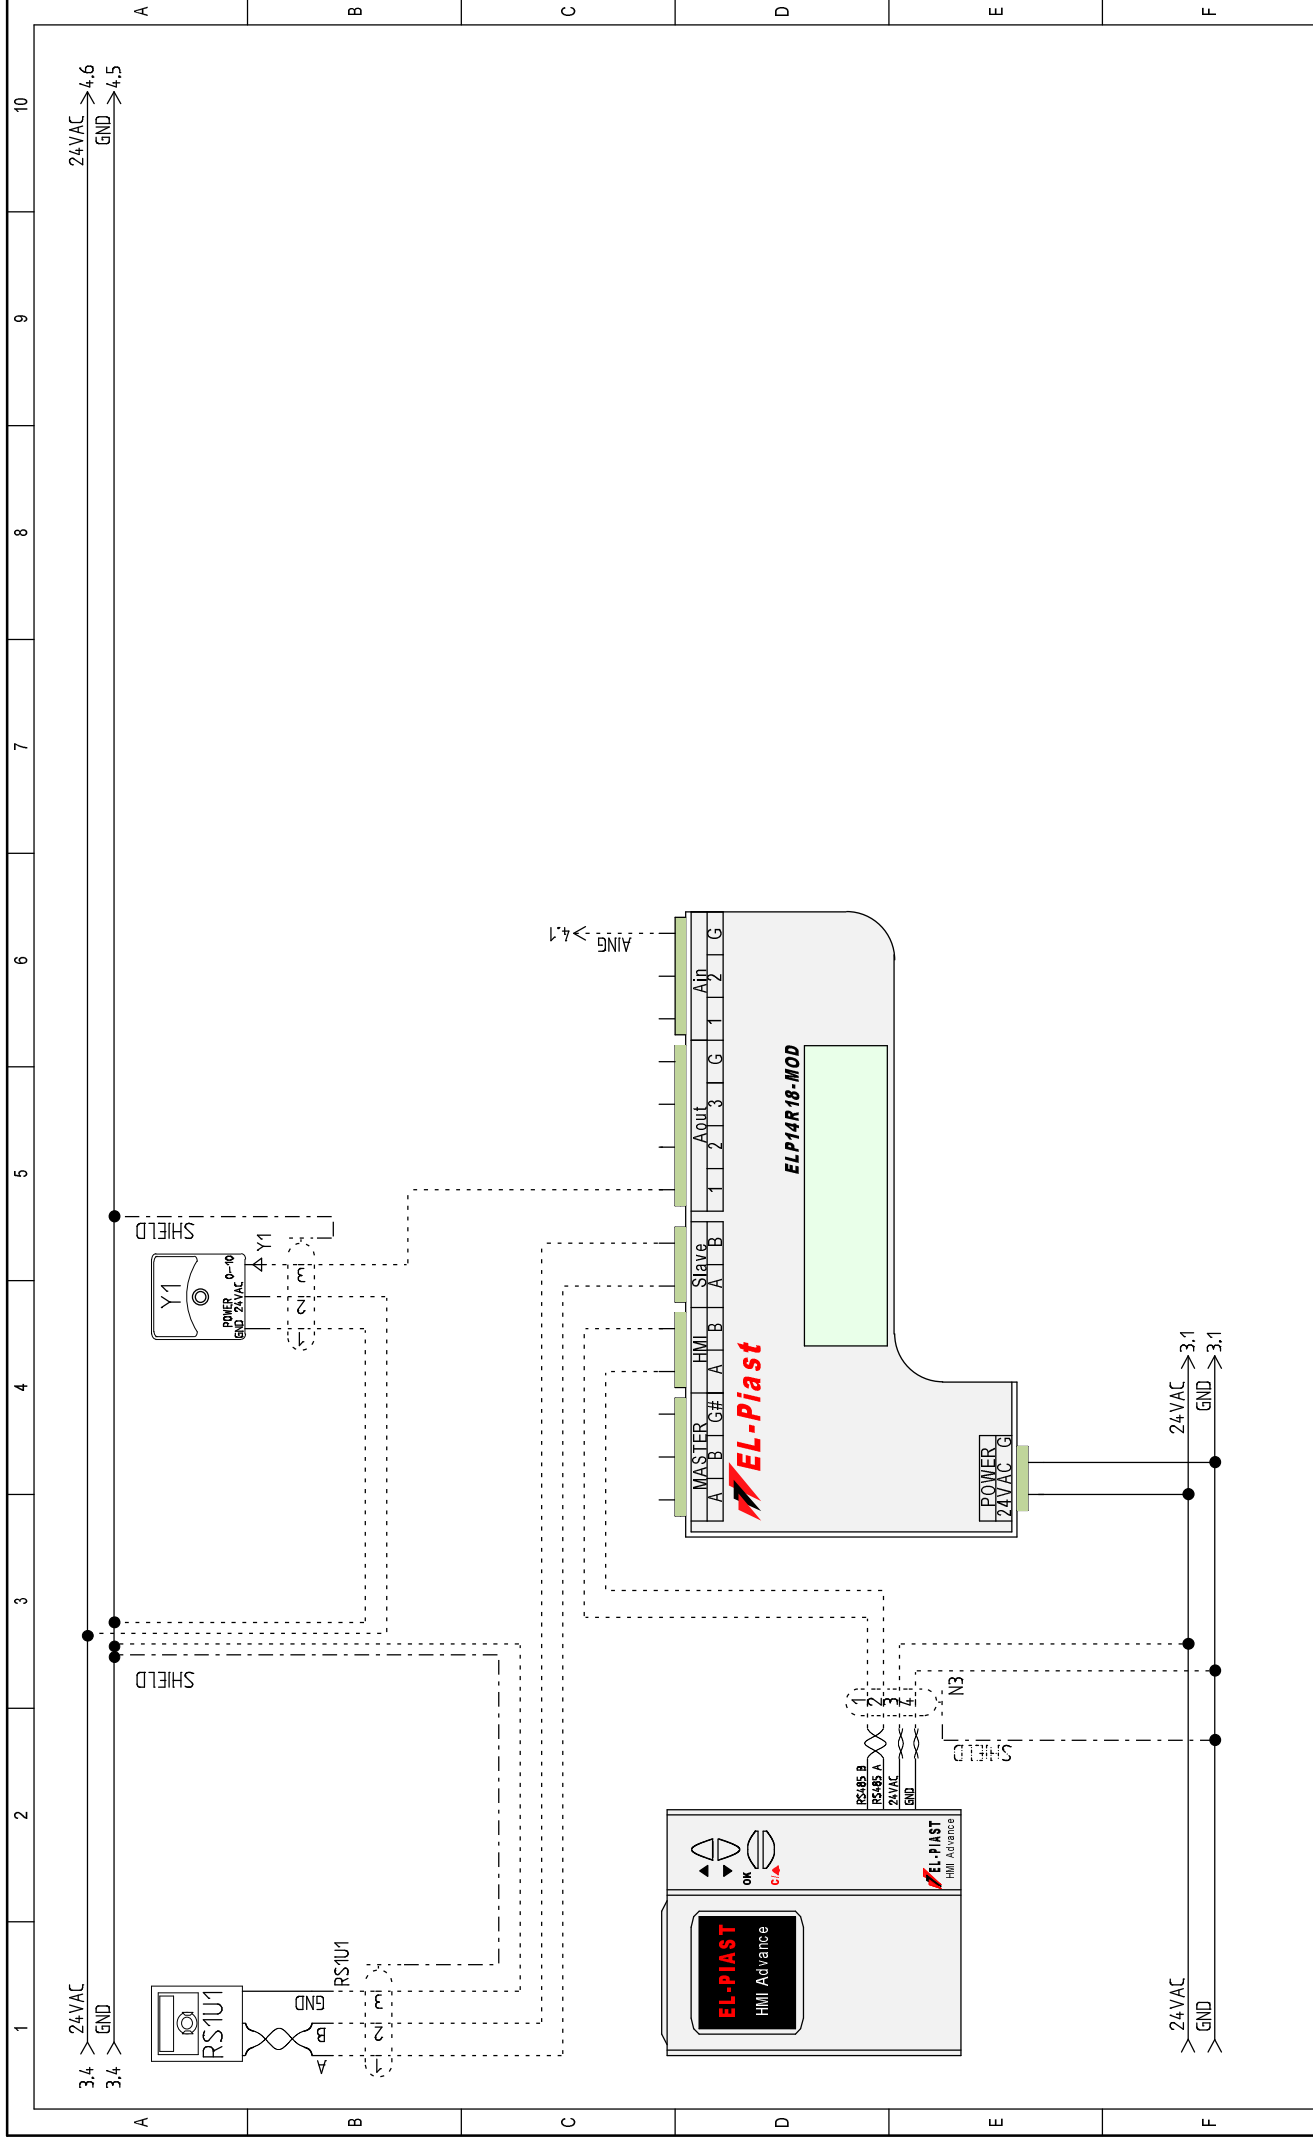 1 2 3 4 5 6 7 8 9 10
A A
B B
C C
D D
E E
F F
3.4 24VAC 24VAC 4.6
3.4 GND GND 4.5
SHIELD
SHIELD
RS1U1
A B GND
1 2 3
RS1U1
Y1
POWER
GND 24VAC 0-10
1 2 3
Y1
4.1
AING
MASTER HMI Slave Aout Ain
A B G# A B A B 1 2 3 G 1 2 G
EL-Piast
ELP14R18-MOD
POWER
24VAC G
EL-PIAST
HMI Advance
OK
C/
EL-PIAST
HMI Advance
RS485 B
RS485 A
24VAC
GND
1
2
3
4
N3
SHIELD
24VAC 24VAC 3.1
GND GND 3.1